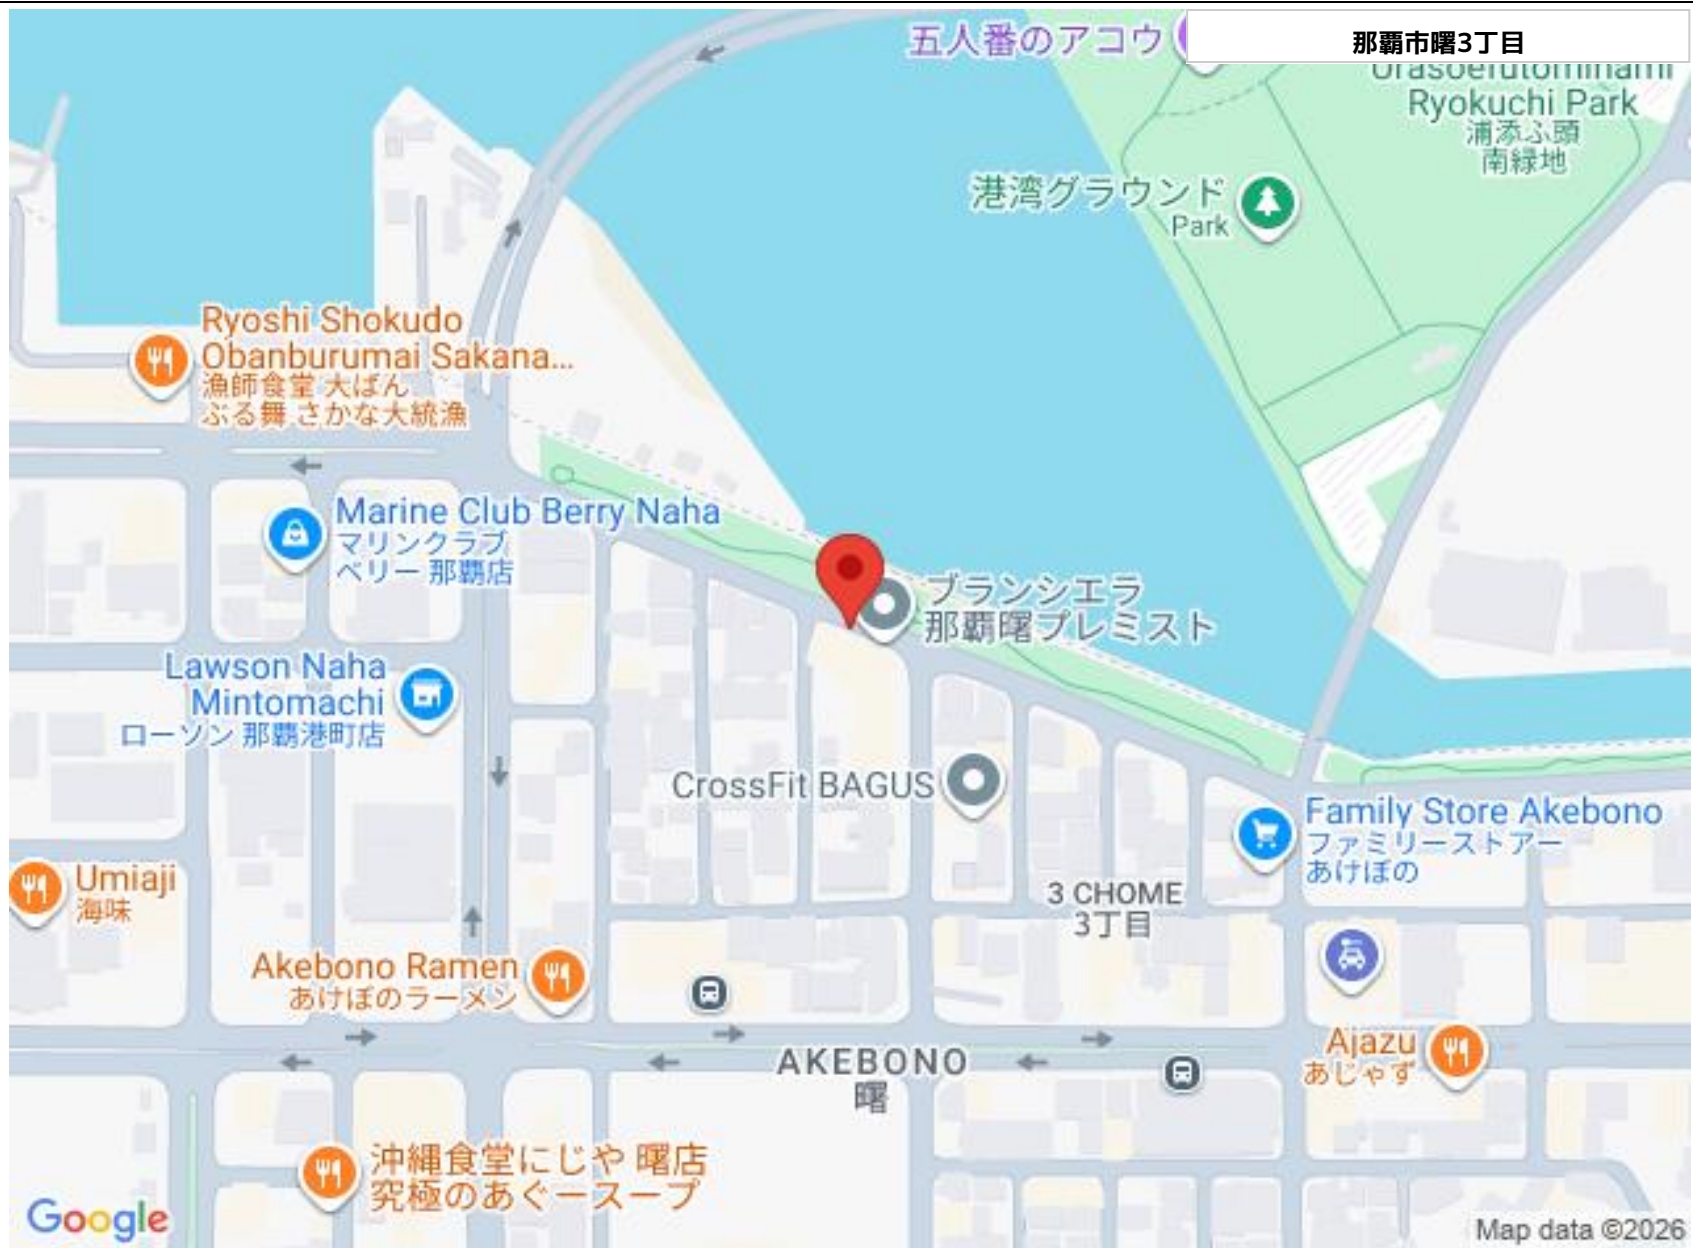 五人番のアコウ
那覇市曙3丁目
Urasoefutominami
Ryokuchi Park
浦添ふ頭
南緑地
港湾グラウンド
Park
Ryoshi Shokudo
Obanburumai Sakana...
漁師食堂 大ばん
ぶる舞 さかな大統漁
Marine Club Berry Naha
マリンクラブ
ベリー 那覇店
ブランシエラ
那覇曙プレミスト
Lawson Naha
Mintomachi
ローソン 那覇港町店
CrossFit BAGUS
Family Store Akebono
ファミリーストアー
あけぼの
Umiaji
海味
3 CHOME
3丁目
Akebono Ramen
あけぼのラーメン
AKEBONO
曙
Ajazu
あじゃず
沖縄食堂にじや 曙店
究極のあぐースープ
Google
Map data ©2026